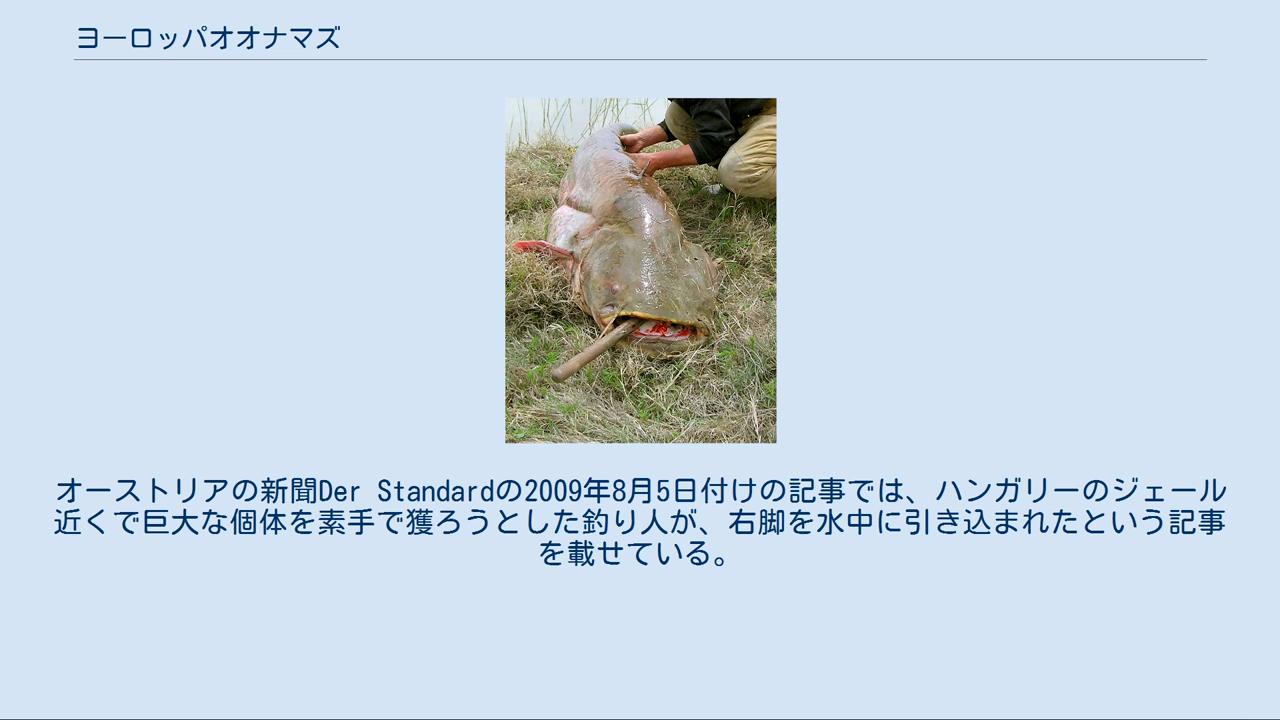 ヨーロッパオオナマズ
オーストリアの新聞Der Standardの2009年8月5日付けの記事では、ハンガリーのジェール
近くで巨大な個体を素手で獲ろうとした釣り人が、右脚を水中に引き込まれたという記事
を載せている。